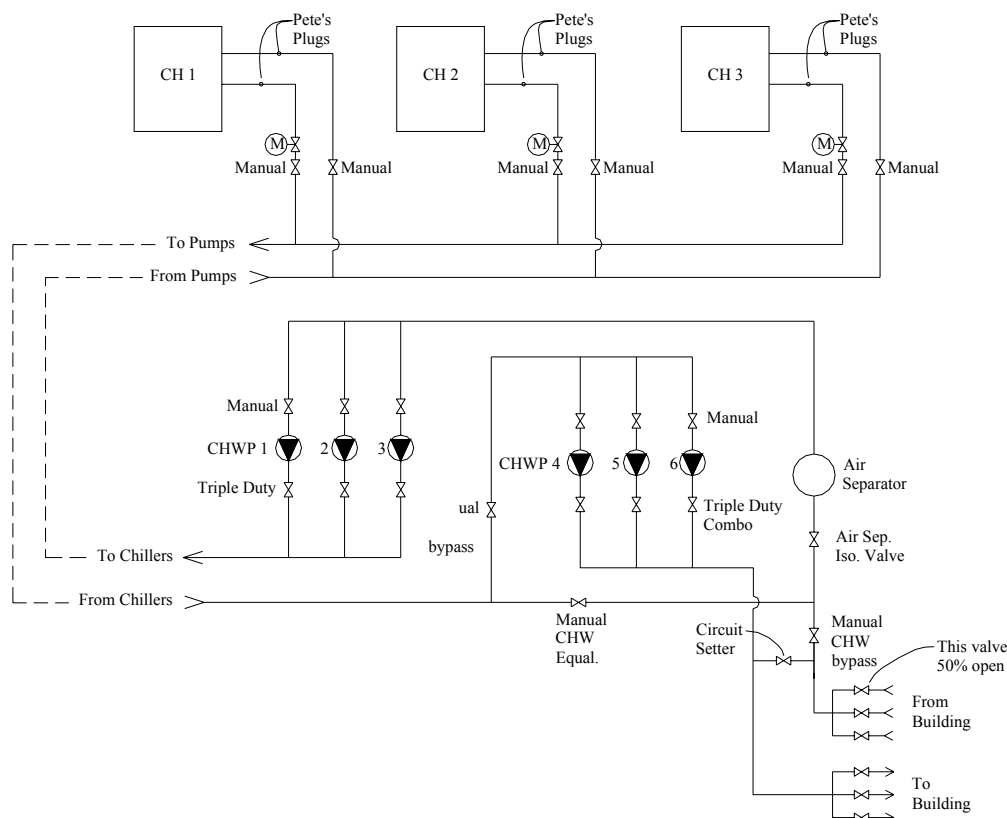 Pete's
Plugs
Pete's
Plugs
Pete's
Plugs
CH 1
CH 2
CH 3
M
M
M
Manual
Manual
Manual
Manual
Manual
Manual
To Pumps
From Pumps
Manual
CHWP 1
2
3
Triple Duty
Manual
CHWP 4
5
6
Triple Duty
Combo
ual
bypass
Air
Separator
Air Sep.
Iso. Valve
To Chillers
From Chillers
Manual
CHW
Equal.
Circuit
Setter
Manual
CHW
bypass
This valve
50% open
From
Building
To
Building